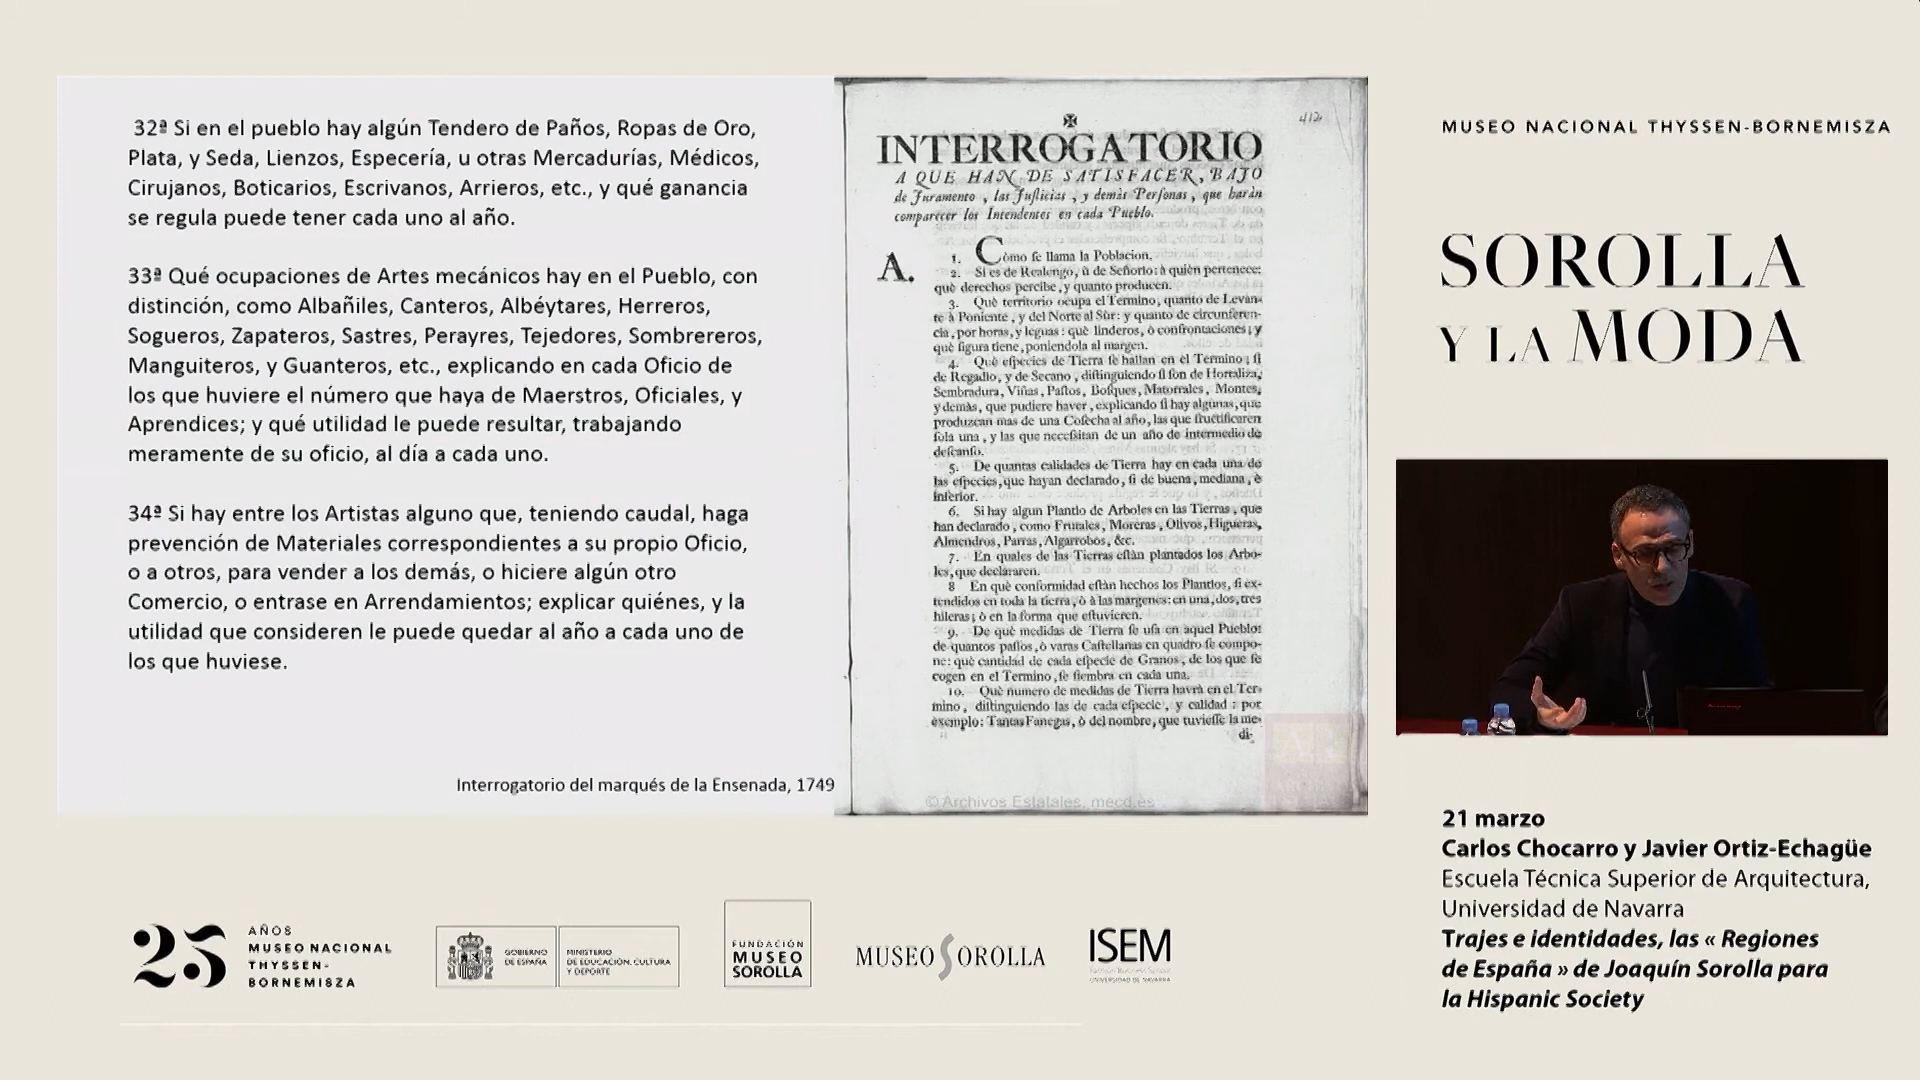 32ª Si en el pueblo hay algún Tendero de Paños, Ropas de Oro,
Plata, y Seda, Lienzos, Especería, u otras Mercadurías, Médicos,
Cirujanos, Boticarios, Escrivanos, Arrieros, etc., y qué ganancia
se regula puede tener cada uno al año.
33ª Qué ocupaciones de Artes mecánicos hay en el Pueblo, con
distinción, como Albañiles, Canteros, Albéytares, Herreros,
Sogueros, Zapateros, Sastres, Perayres, Tejedores, Sombrereros,
Manguiteros, y Guanteros, etc., explicando en cada Oficio de
los que huviere el número que haya de Maerstros, Oficiales, y
Aprendices; y qué utilidad le puede resultar, trabajando
meramente de su oficio, al día a cada uno.
34ª Si hay entre los Artistas alguno que, teniendo caudal, haga
prevención de Materiales correspondientes a su propio Oficio,
o a otros, para vender a los demás, o hiciere algún otro
Comercio, o entrase en Arrendamientos; explicar quiénes, y la
utilidad que consideren le puede quedar al año a cada uno de
los que huviese.
Interrogatorio del marqués de la Ensenada, 1749
412
INTERROGATORIO
A QUE HAN DE SATISFACER, BAJO
de Juramento, las Justicias, y demàs Personas, que haràn
comparecer los Intendentes en cada Pueblo.
A.
1. Còmo se llama la Poblacion.
2. Si es de Realengo, ù de Señorìo: à quièn pertenece:
què derechos percibe, y quanto producen.
3. Què territorio ocupa el Termino, quanto de Levan-
te à Poniente, y del Norte al Sùr: y quanto de circunferen-
cia, por horas, y leguas: què linderos, ò confrontaciones; y
què figura tiene, poniendola al margen.
4. Què especies de Tierra se hallan en el Termino; si
de Regadìo, y de Secano, distinguiendo si son de Hortaliza,
Sembradura, Viñas, Pastos, Bosques, Matorrales, Montes,
y demàs, que pudiere haver, explicando si hay algunas, que
produzcan mas de una Cosecha al año, las que fructificaren
sola una, y las que necessitan de un año de intermedio de
descanso.
5. De quantas calidades de Tierra hay en cada una de
las especies, que hayan declarado, si de buena, mediana, è
inferior.
6. Si hay algun Plantìo de Arboles en las Tierras, que
han declarado, como Frutales, Moreras, Olivos, Higueras,
Almendros, Parras, Algarrobos, &c.
7. En quales de las Tierras estàn plantados los Arbo-
les, que declararen.
8 En què conformidad estàn hechos los Plantìos, si ex-
tendidos en toda la tierra, ò à las margenes: en una, dos, tres
hileras; ò en la forma que estuvieren.
9. De què medidas de Tierra se usa en aquel Pueblo:
de quantos passos, ò varas Castellanas en quadro se compo-
ne: què cantidad de cada especie de Granos, de los que se
cogen en el Termino, se siembra en cada una.
10. Què numero de medidas de Tierra havrà en el Ter-
mino, distinguiendo las de cada especie, y calidad: por
exemplo: Tantas Fanegas, ò del nombre, que tuviesse la me-
di-
© Archivos Estatales, mecd.es
MUSEO NACIONAL THYSSEN-BORNEMISZA
SOROLLA
Y LA MODA
21 marzo
Carlos Chocarro y Javier Ortiz-Echagüe
Escuela Técnica Superior de Arquitectura,
Universidad de Navarra
Trajes e identidades, las « Regiones
de España » de Joaquín Sorolla para
la Hispanic Society
25 AÑOS
MUSEO NACIONAL
THYSSEN-
BORNEMISZA
GOBIERNO
DE ESPAÑA
MINISTERIO
DE EDUCACIÓN, CULTURA
Y DEPORTE
FUNDACIÓN
MUSEO
SOROLLA
MUSEO SOROLLA
ISEM
UNIVERSIDAD DE NAVARRA